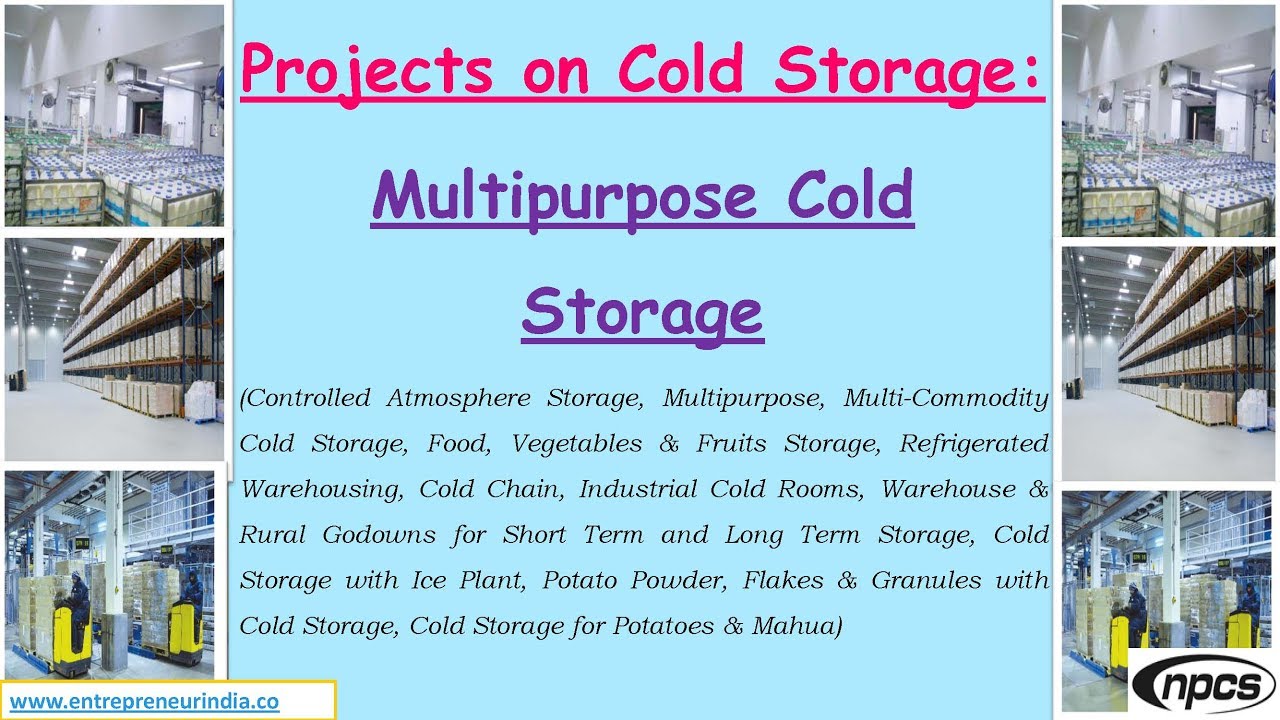 Projects on Cold Storage:
Multipurpose Cold
Storage
(Controlled Atmosphere Storage, Multipurpose, Multi-Commodity
Cold Storage, Food, Vegetables & Fruits Storage, Refrigerated
Warehousing, Cold Chain, Industrial Cold Rooms, Warehouse &
Rural Godowns for Short Term and Long Term Storage, Cold
Storage with Ice Plant, Potato Powder, Flakes & Granules with
Cold Storage, Cold Storage for Potatoes & Mahua)
www.entrepreneurindia.co
npcs